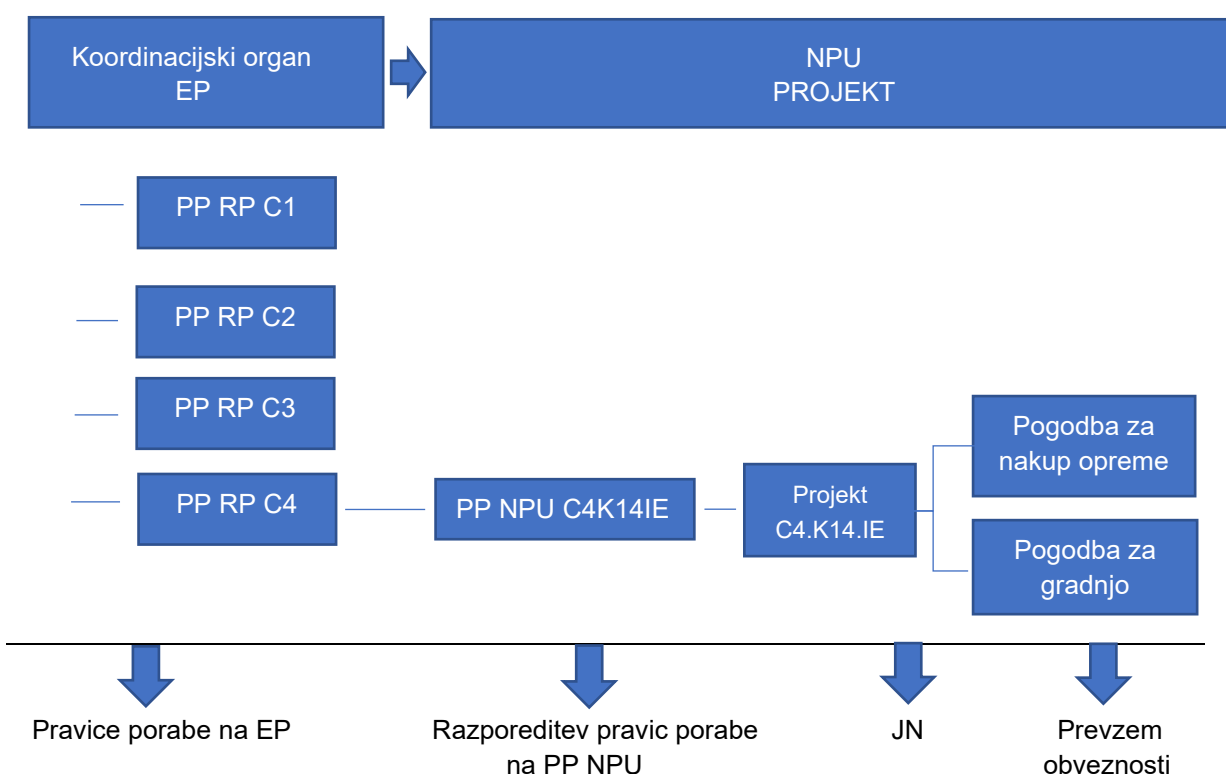 Koordinacijski organ
EP
NPU
PROJEKT
PP RP C1
PP RP C2
PP RP C3
PP RP C4
PP NPU C4K14IE
Projekt
C4.K14.IE
Pogodba za
nakup opreme
Pogodba za
gradnjo
Pravice porabe na EP
Razporeditev pravic porabe
na PP NPU
JN
Prevzem
obveznosti